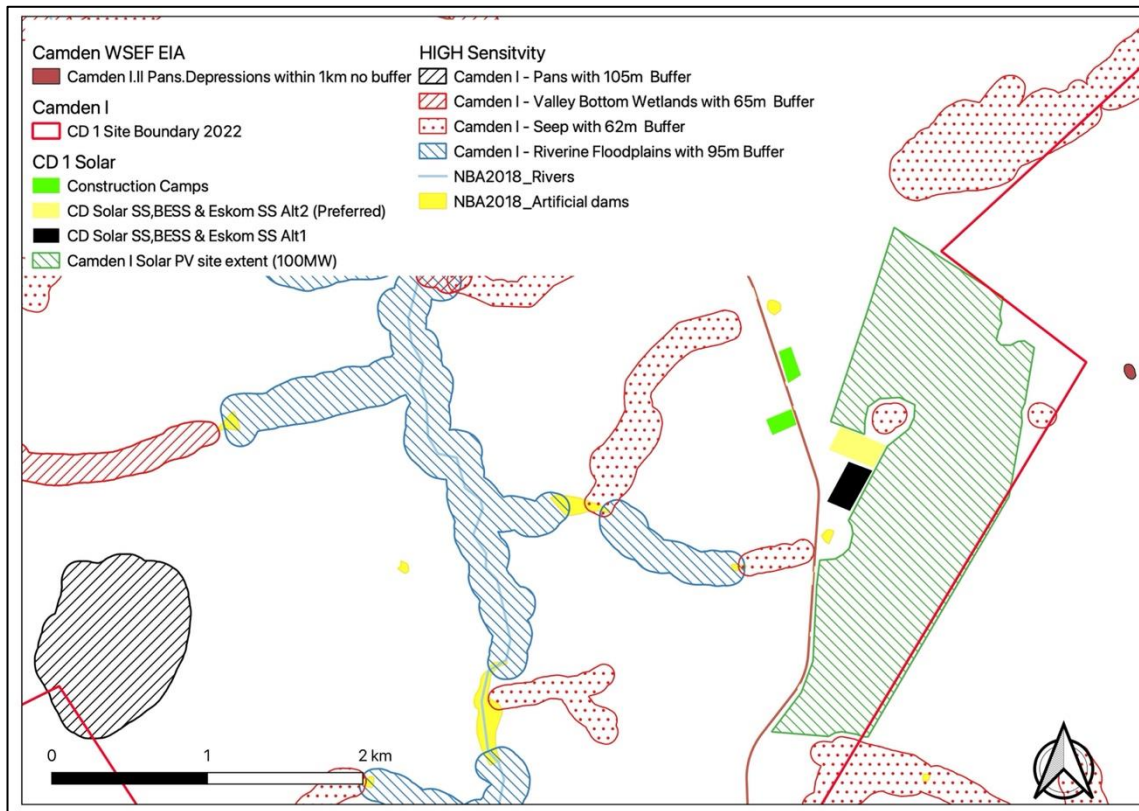 Camden WSEF EIA
Camden I.II Pans.Depressions within 1km no buffer
Camden I
CD 1 Site Boundary 2022
CD 1 Solar
Construction Camps
CD Solar SS,BESS & Eskom SS Alt2 (Preferred)
CD Solar SS,BESS & Eskom SS Alt1
Camden I Solar PV site extent (100MW)
HIGH Sensitvity
Camden I - Pans with 105m Buffer
Camden I - Valley Bottom Wetlands with 65m Buffer
Camden I - Seep with 62m Buffer
Camden I - Riverine Floodplains with 95m Buffer
NBA2018_Rivers
NBA2018_Artificial dams
0 1 2 km